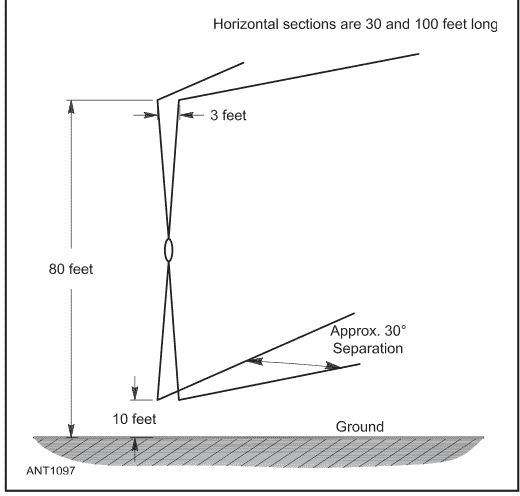 Horizontal sections are 30 and 100 feet long
3 feet
80 feet
Approx. 30°
Separation
10 feet
Ground
ANT1097